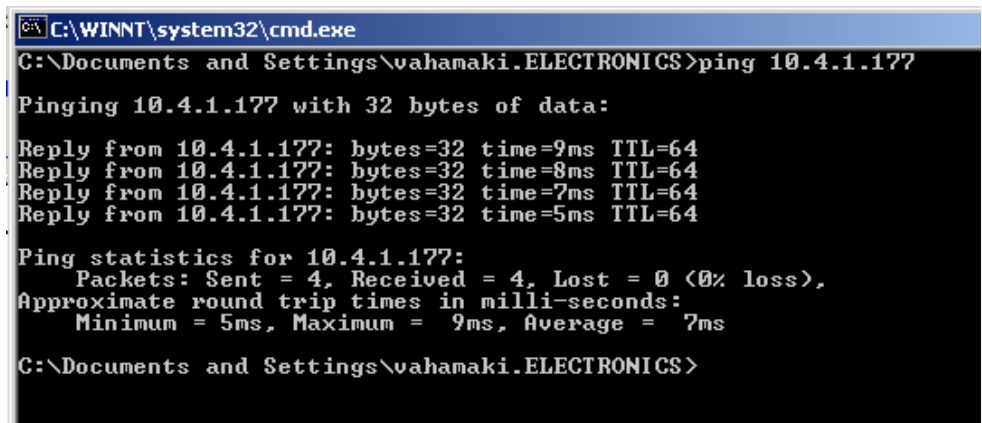 C:\WINNT\system32\cmd.exe
C:\Documents and Settings\vahamaki.ELECTRONICS>ping 10.4.1.177
Pinging 10.4.1.177 with 32 bytes of data:
Reply from 10.4.1.177: bytes=32 time=9ms TTL=64
Reply from 10.4.1.177: bytes=32 time=8ms TTL=64
Reply from 10.4.1.177: bytes=32 time=7ms TTL=64
Reply from 10.4.1.177: bytes=32 time=5ms TTL=64
Ping statistics for 10.4.1.177:
    Packets: Sent = 4, Received = 4, Lost = 0 (0% loss),
Approximate round trip times in milli-seconds:
    Minimum = 5ms, Maximum =  9ms, Average =  7ms
C:\Documents and Settings\vahamaki.ELECTRONICS>